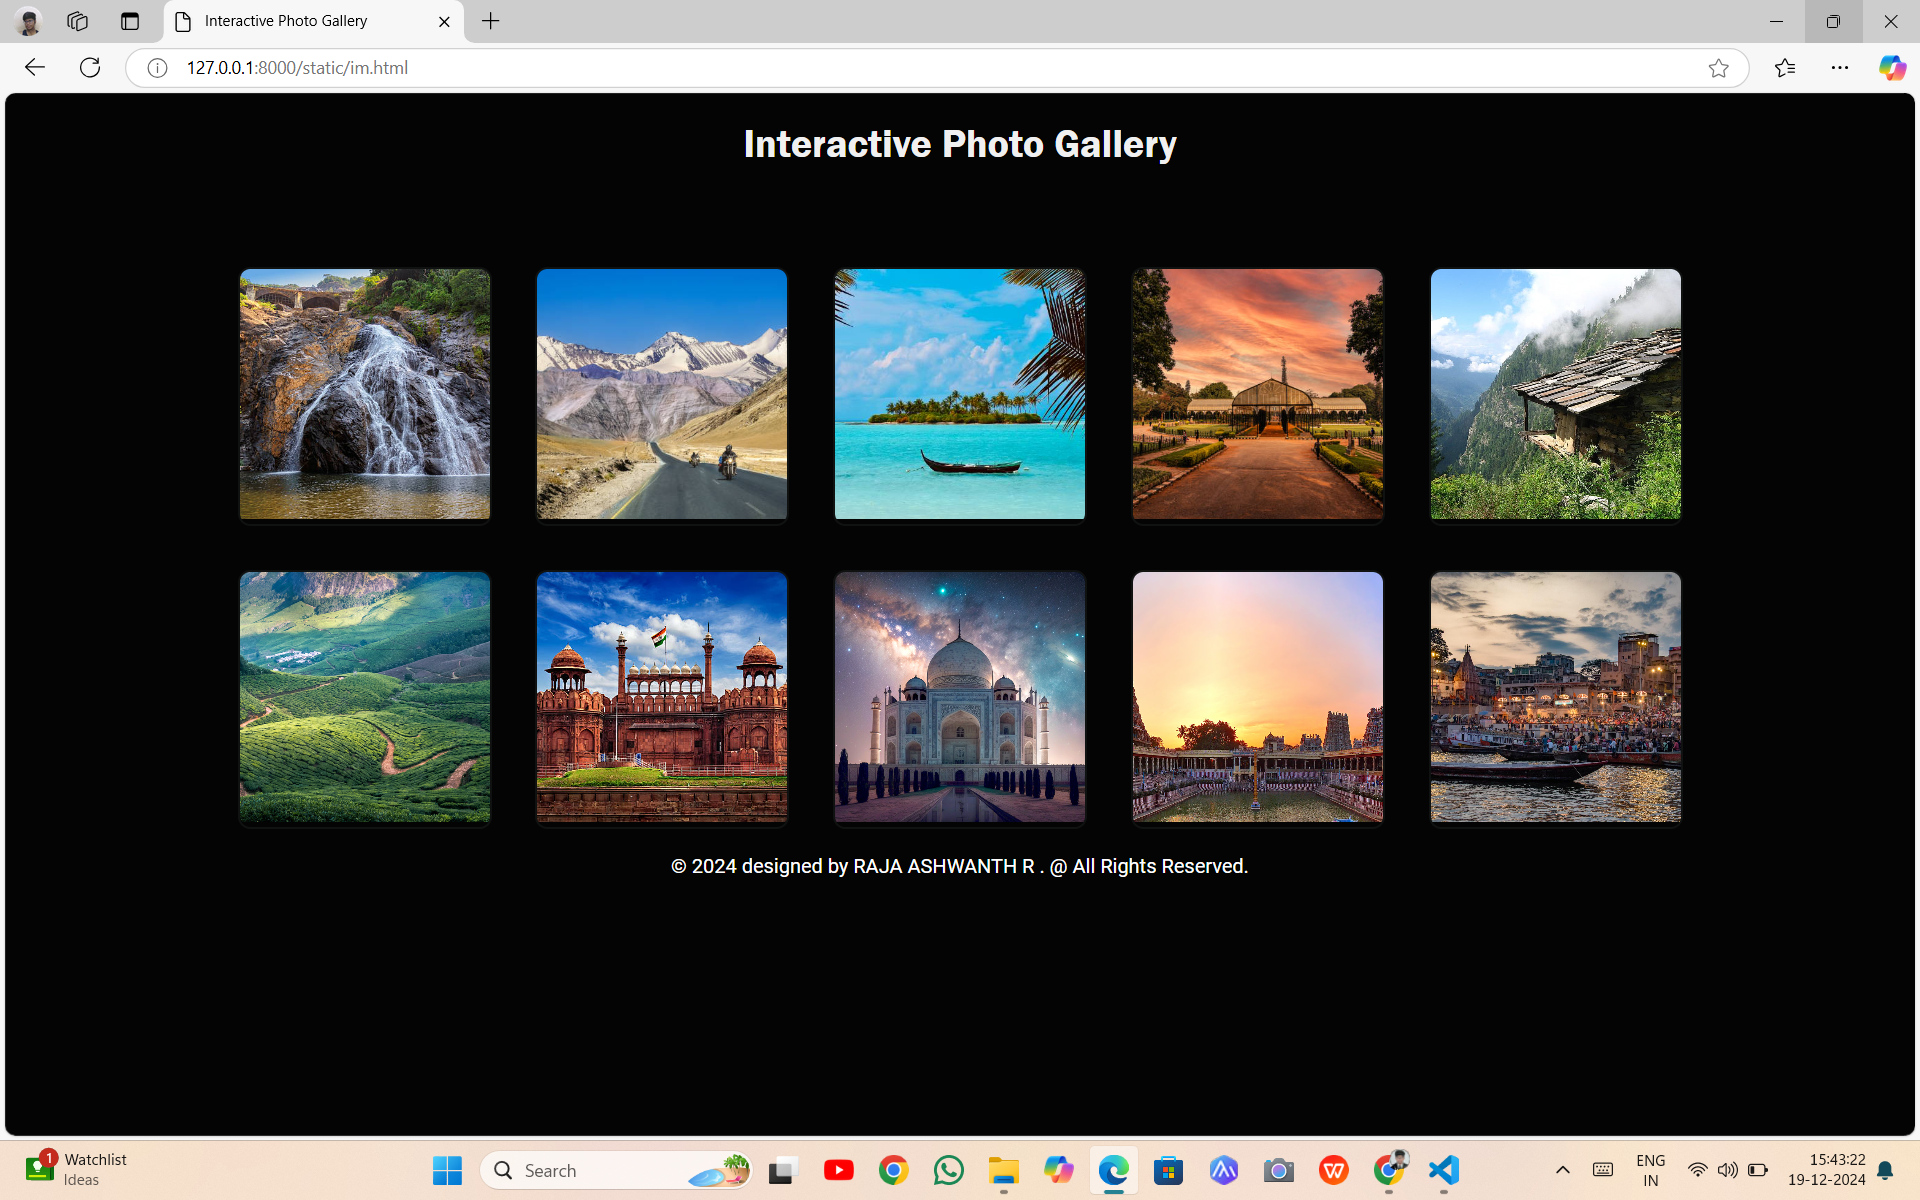 Interactive Photo Gallery
127.0.0.1:8000/static/im.html
Interactive Photo Gallery
© 2024 designed by RAJA ASHWANTH R . @ All Rights Reserved.
1
Watchlist
Ideas
Search
ENG
IN
15:43:22
19-12-2024